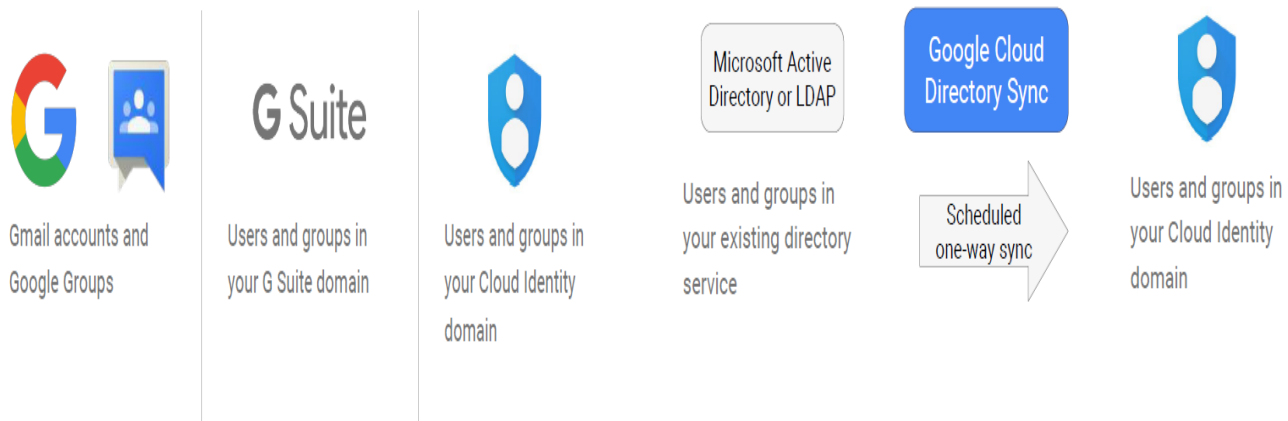 G Suite
Gmail accounts and
Google Groups
Users and groups in
your G Suite domain
Users and groups in
your Cloud Identity
domain
Microsoft Active
Directory or LDAP
Users and groups in
your existing directory
service
Google Cloud
Directory Sync
Scheduled
one-way sync
Users and groups in
your Cloud Identity
domain